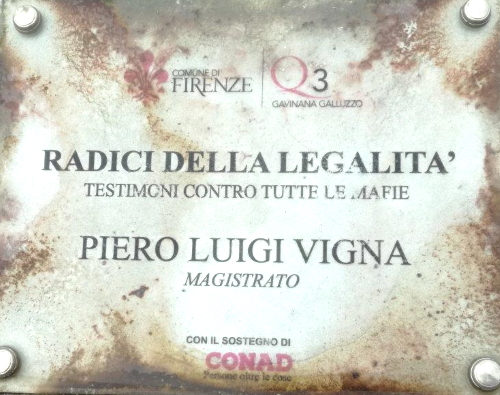 COMUNE DI
FIRENZE
Q3
GAVINANA GALLUZZO
RADICI DELLA LEGALITA'
TESTIMONI CONTRO TUTTE LE MAFIE
PIERO LUIGI VIGNA
MAGISTRATO
CON IL SOSTEGNO DI
CONAD
Persone oltre le cose